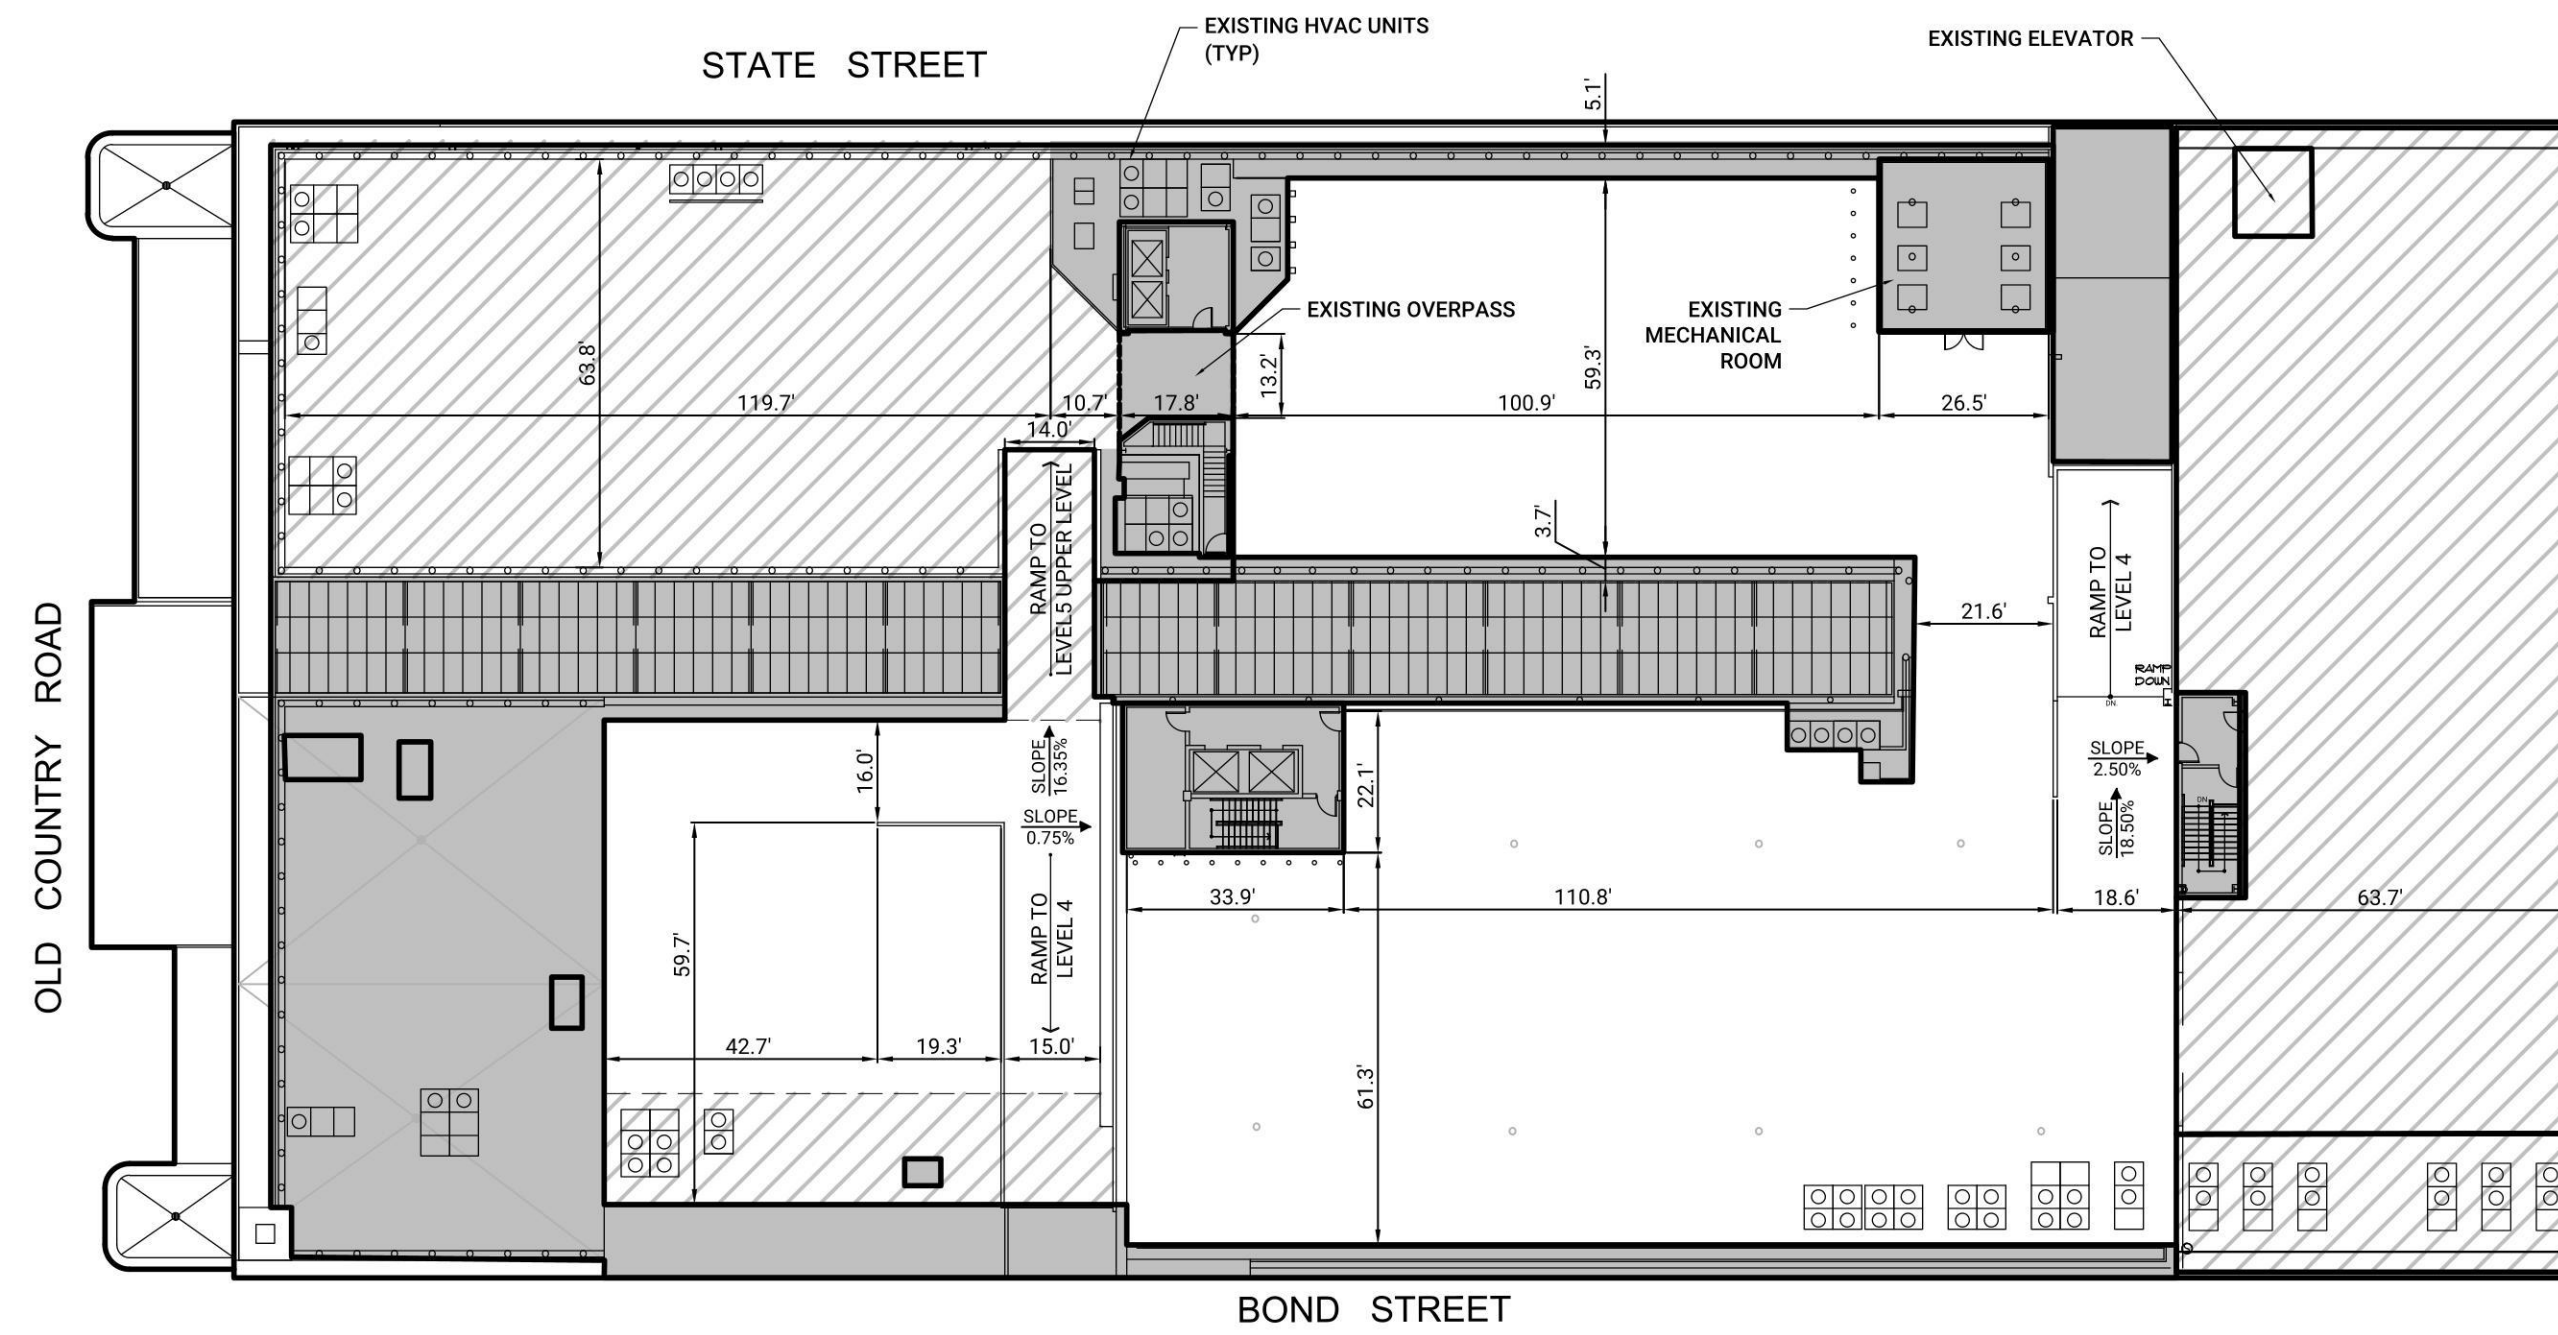 EXISTING HVAC UNITS
(TYP)
EXISTING ELEVATOR
STATE STREET
5.1'
EXISTING OVERPASS
EXISTING
MECHANICAL
ROOM
63.8'
13.2'
59.3'
119.7'
10.7'
17.8'
100.9'
26.5'
14.0'
RAMP TO
LEVEL5 UPPER LEVEL
3.7'
RAMP TO
LEVEL 4
21.6'
RAMP
DOWN
DN.
OLD COUNTRY ROAD
16.0'
SLOPE
16.35%
SLOPE
0.75%
22.1'
SLOPE
2.50%
SLOPE
18.50%
DN
33.9'
110.8'
18.6'
63.7'
59.7'
RAMP TO
LEVEL 4
42.7'
19.3'
15.0'
61.3'
BOND STREET